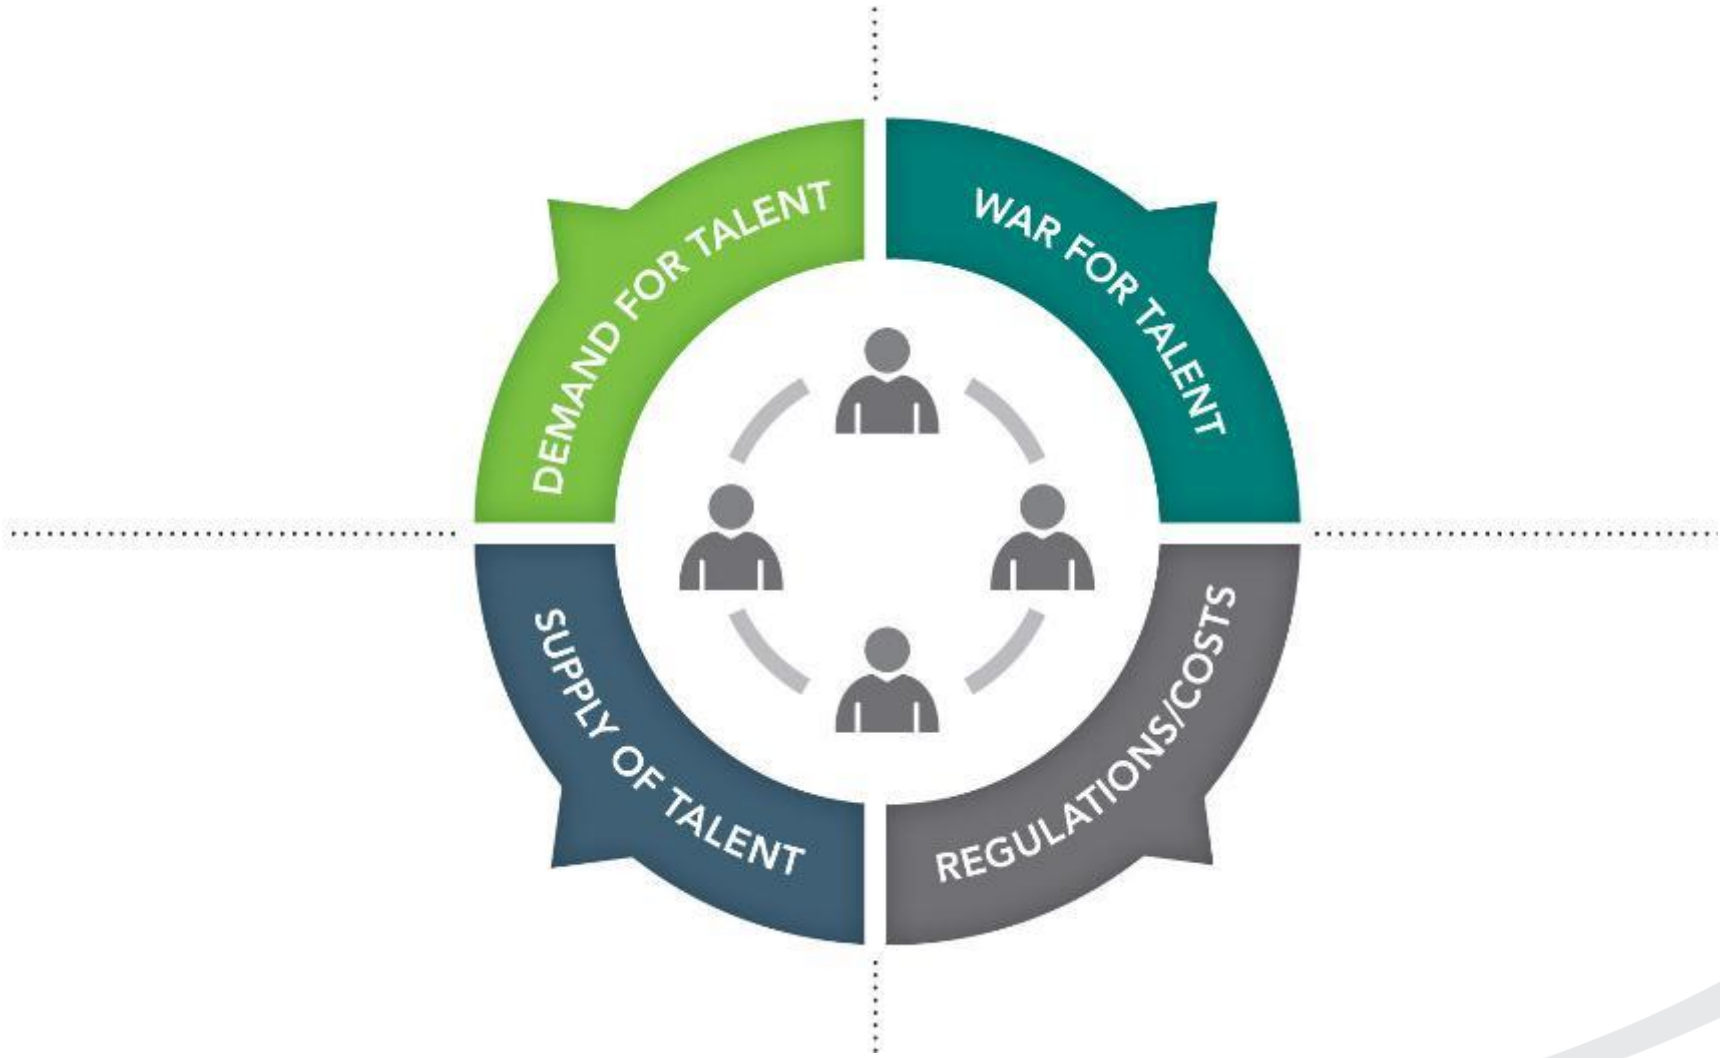 DEMAND FOR TALENT
WAR FOR TALENT
SUPPLY OF TALENT
REGULATIONS/COSTS